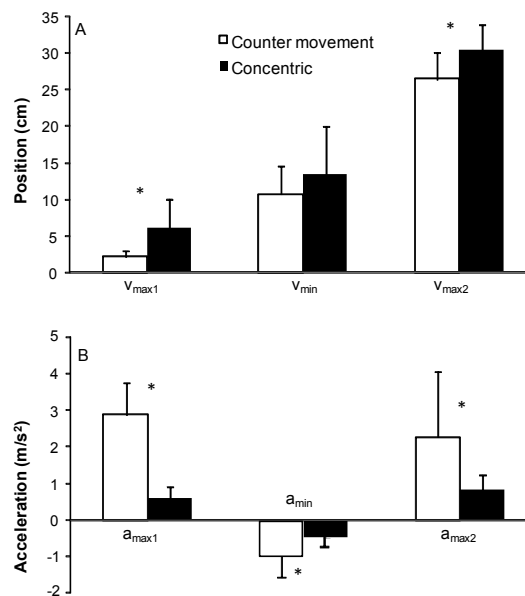 A
Counter movement
Concentric
Position (cm)
35
30
25
20
15
10
5
0
*
*
vmax1
vmin
vmax2
B
Acceleration (m/s²)
5
4
3
2
1
0
-1
-2
*
*
amin
amax1
amax2
*